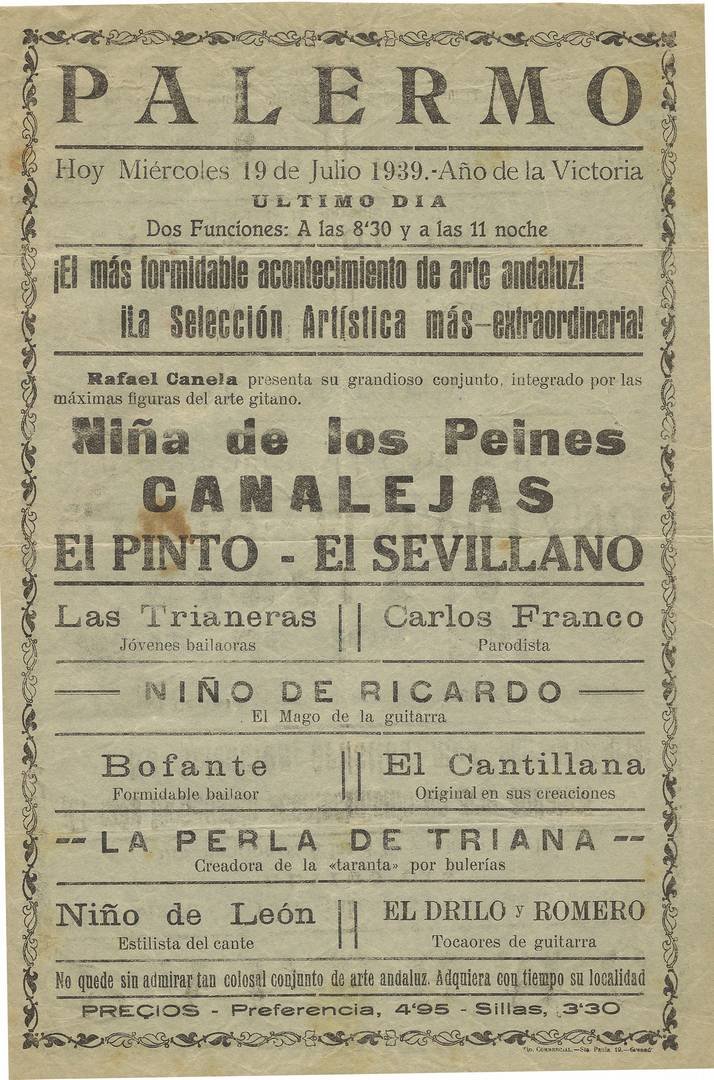 PALERMO
Hoy Miércoles 19 de Julio 1939.-Año de la Victoria
ULTIMO DIA
Dos Funciones: A las 8'30 y a las 11 noche
¡El más formidable acontecimiento de arte andaluz!
¡La Selección Artística más-extraordinaria!
Rafael Canela presenta su grandioso conjunto, integrado por las
máximas figuras del arte gitano.
Niña de los Peines
CANALEJAS
El PINTO - El SEVILLANO
Las Trianeras
Jóvenes bailaoras
Carlos Franco
Parodista
NIÑO DE RICARDO
El Mago de la guitarra
Bofante
Formidable bailaor
El Cantillana
Original en sus creaciones
--LA PERLA DE TRIANA--
Creadora de la «taranta» por bulerías
Niño de León
Estilista del cante
EL DRILO y ROMERO
Tocaores de guitarra
No quede sin admirar tan colosal conjunto de arte andaluz. Adquiera con tiempo su localidad
PRECIOS - Preferencia, 4'95 - Sillas, 3'30
COMMERCIAL.—Sta. Paula 19.—